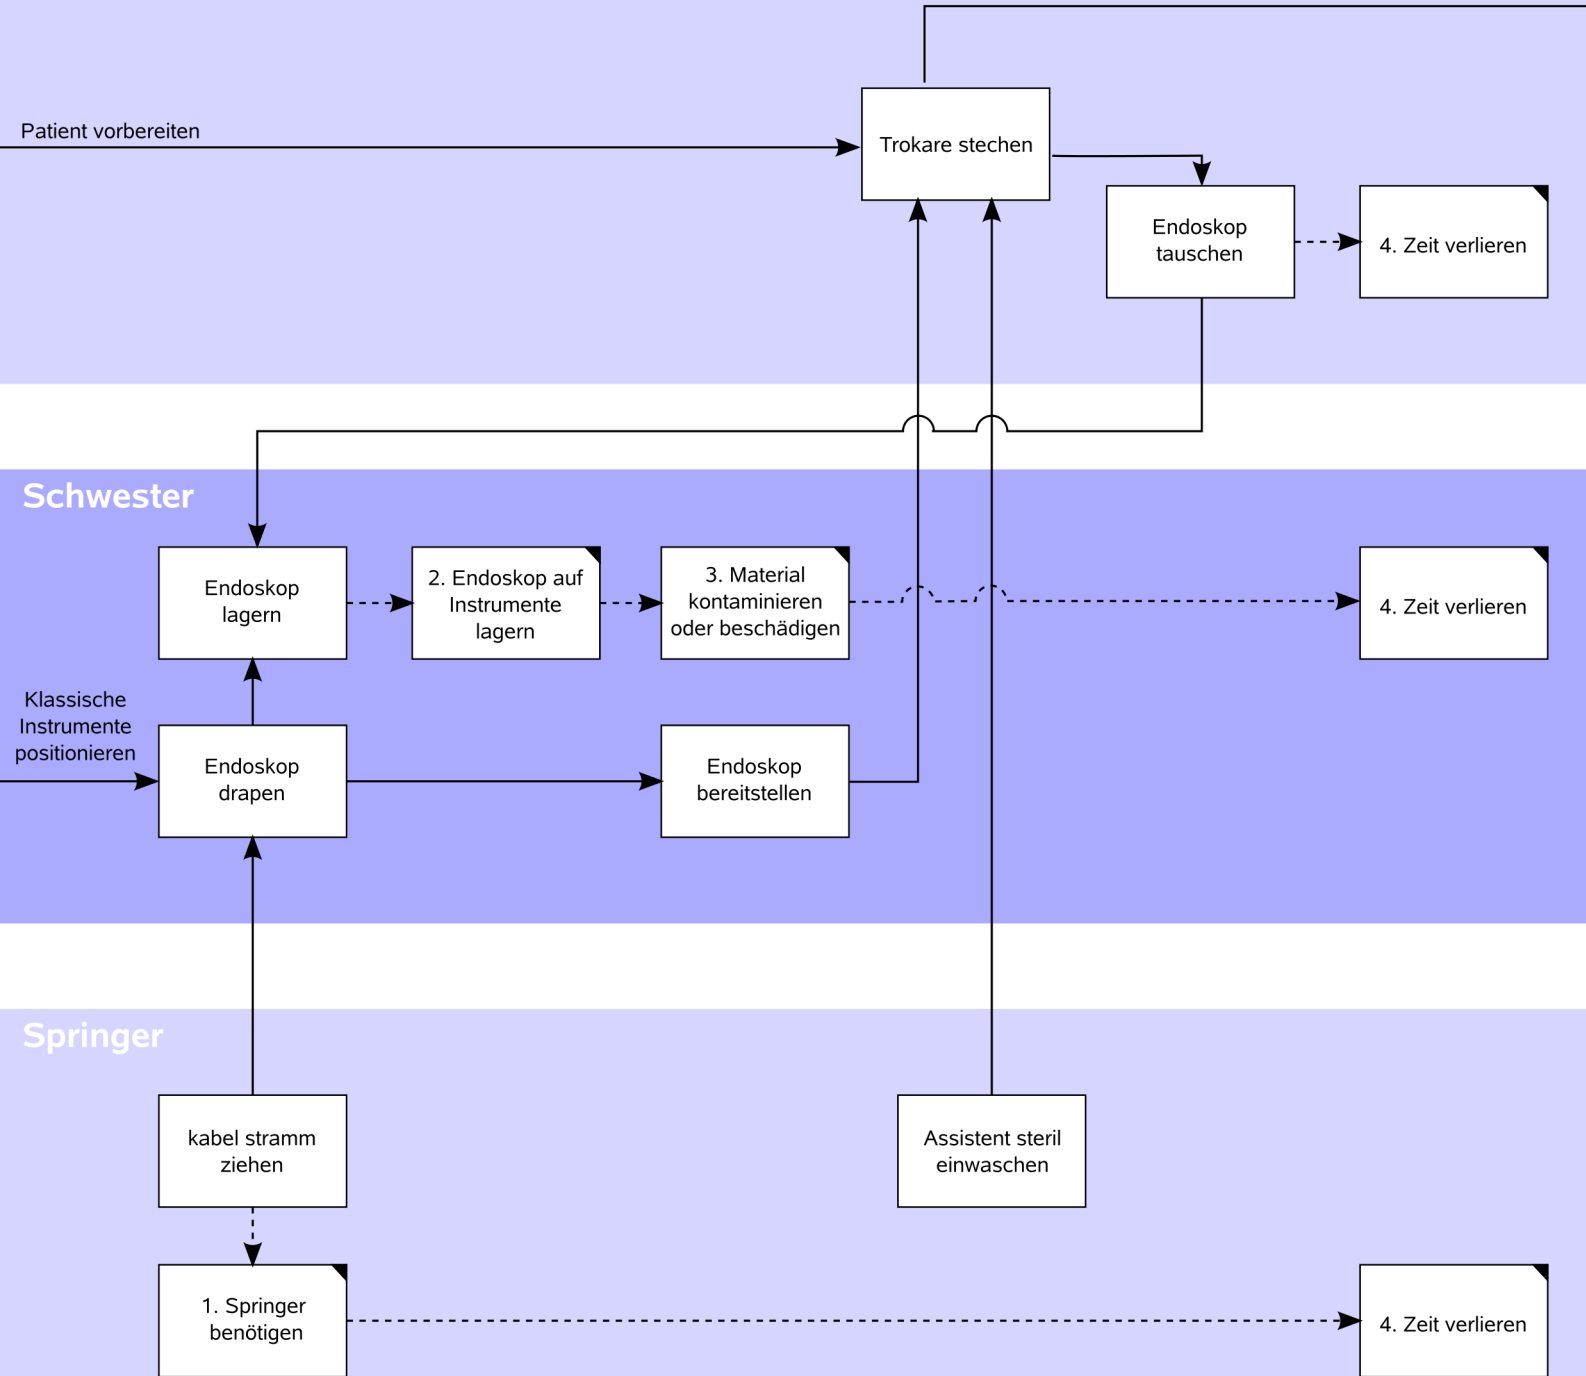 Patient vorbereiten
Trokare stechen
Endoskop
tauschen
4. Zeit verlieren
Schwester
Endoskop
lagern
2. Endoskop auf
Instrumente
lagern
3. Material
kontaminieren
oder beschädigen
4. Zeit verlieren
Klassische
Instrumente
positionieren
Endoskop
drapen
Endoskop
bereitstellen
Springer
kabel stramm
ziehen
Assistent steril
einwaschen
1. Springer
benötigen
4. Zeit verlieren